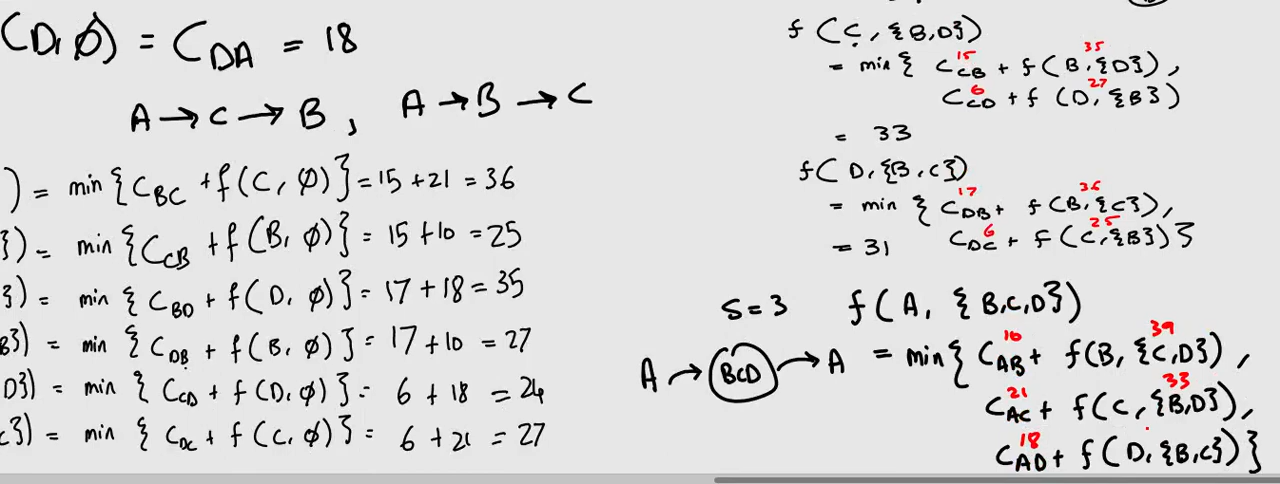 (D, ∅) = C_DA = 18
A → C → B , A → B → C
) = min { C_BC + f(C, ∅) } = 15 + 21 = 36
}) = min { C_CB + f(B, ∅) } = 15 + 10 = 25
}) = min { C_BD + f(D, ∅) } = 17 + 18 = 35
B}) = min { C_DB + f(B, ∅) } = 17 + 10 = 27
D}) = min { C_CD + f(D, ∅) } = 6 + 18 = 24
C}) = min { C_DC + f(C, ∅) } = 6 + 21 = 27
f (C, {B,D})
15 35
= min { C_CB + f(B, {D}) ,
6 27
C_CD + f (D, {B})
= 33
f( D, {B, C})
17 36
= min { C_DB + f(B, {C}) ,
6 25
= 31 C_DC + f(C, {B}) }
S = 3 f(A, {B,C,D})
10 39
A → BCD → A = min { C_AB + f(B, {C,D}) ,
21 33
C_AC + f(C, {B,D}) ,
18
C_AD + f(D, {B,C}) }